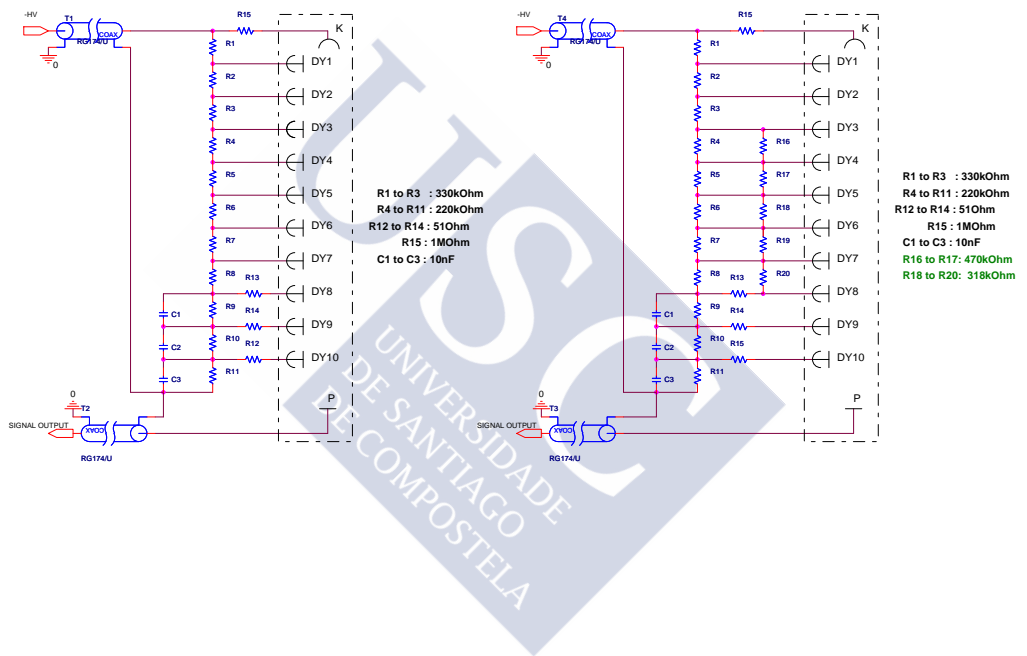 -HV
T1
COAX
RG174/U
0
R15
K
R1
DY1
R2
DY2
R3
DY3
R4
DY4
R5
DY5
R6
DY6
R7
DY7
R8
R13
DY8
C1
R9
R14
DY9
C2
R10
R12
DY10
C3
R11
P
0
T2
SIGNAL OUTPUT
COAX
RG174/U
R1 to R3 : 330kOhm
R4 to R11 : 220kOhm
R12 to R14 : 51Ohm
R15 : 1MOhm
C1 to C3 : 10nF
-HV
T4
COAX
RG174/U
0
R15
K
R1
DY1
R2
DY2
R3
DY3
R4
R16
DY4
R5
R17
DY5
R6
R18
DY6
R7
R19
DY7
R8
R13
R20
DY8
C1
R9
R14
DY9
C2
R10
R15
DY10
C3
R11
P
0
T3
SIGNAL OUTPUT
COAX
RG174/U
R1 to R3 : 330kOhm
R4 to R11 : 220kOhm
R12 to R14 : 51Ohm
R15 : 1MOhm
C1 to C3 : 10nF
R16 to R17: 470kOhm
R18 to R20: 318kOhm
USC
UNIVERSIDADE
DE SANTIAGO
DE COMPOSTELA